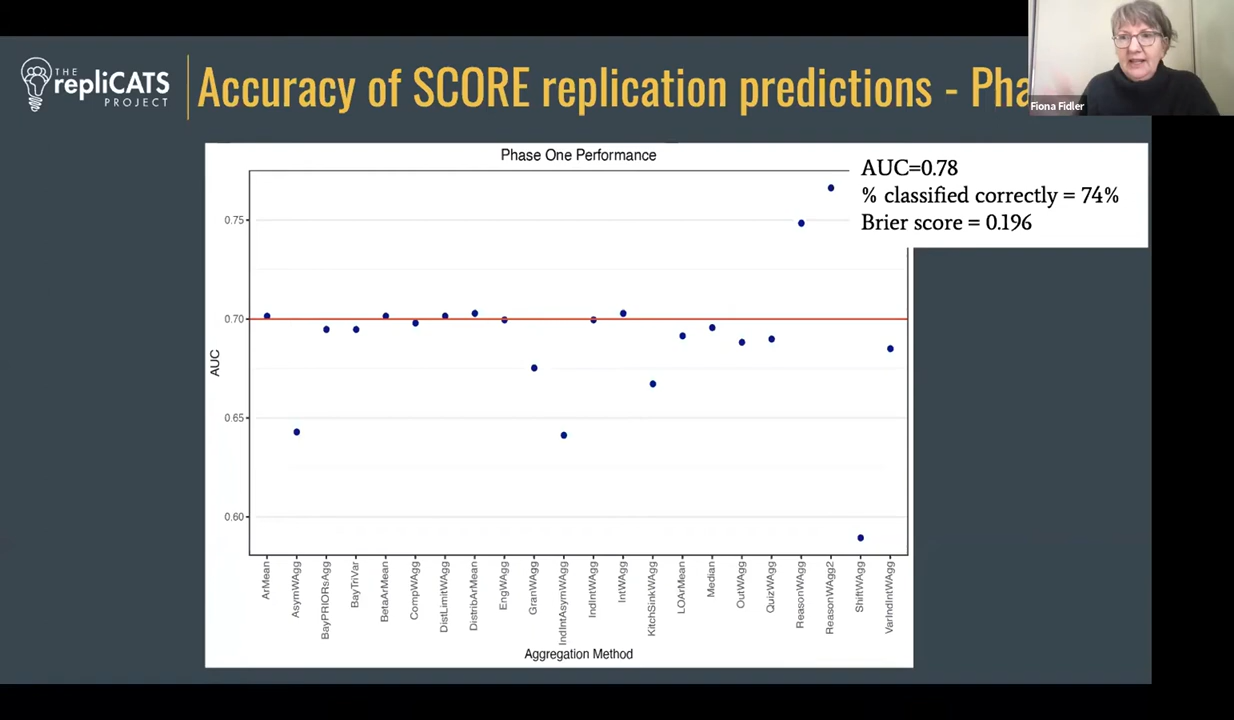 THE
repliCATS
PROJECT
Accuracy of SCORE replication predictions - Pha
Fiona Fidler
Phase One Performance
AUC=0.78
% classified correctly = 74%
Brier score = 0.196
0.75
0.70
0.65
0.60
AUC
ArMean
AsymWAgg
BayPRIORsAgg
BayTriVar
BetaArMean
CompWAgg
DistLimitWAgg
DistribArMean
EngWAgg
GranWAgg
IndIntAsymWAgg
IndIntWAgg
IntWAgg
KitchSinkWAgg
LOArMean
Median
OutWAgg
QuizWAgg
ReasonWAgg
ReasonWAgg2
ShiftWAgg
VarIndIntWAgg
Aggregation Method